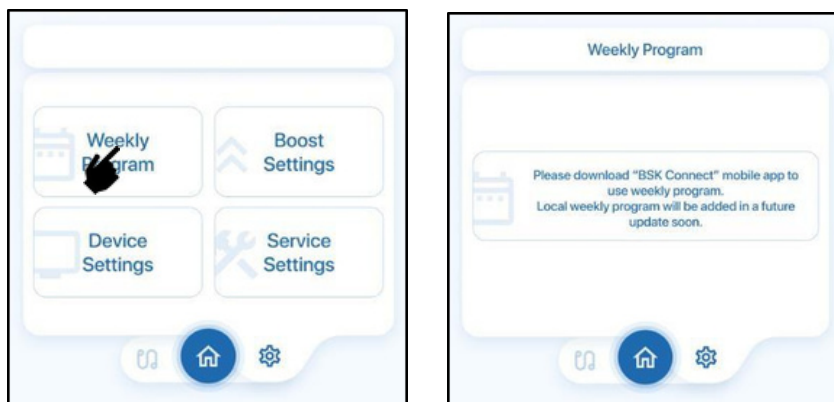 Weekly
Program
Boost
Settings
Device
Settings
Service
Settings
Weekly Program
Please download “BSK Connect” mobile app to
use weekly program.
Local weekly program will be added in a future
update soon.